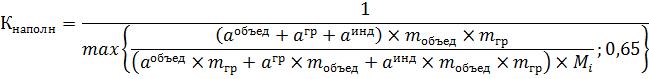 К_наполн = 1 / max{ (a^объед + a^гр + a^инд) × m_объед × m_гр / (a^объед × m_гр + a^гр × m_объед + a^инд × m_объед × m_гр) × M_i ; 0,65 }